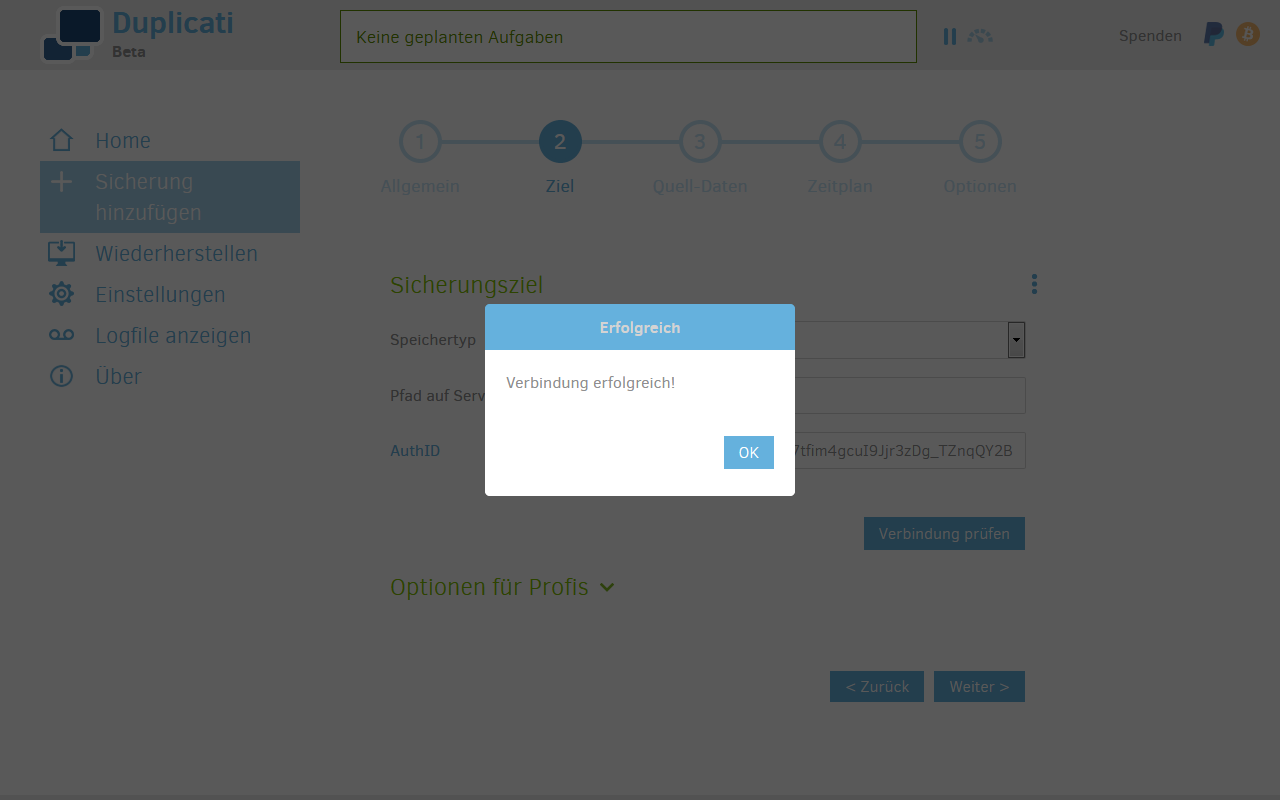 Duplicati
Beta
Keine geplanten Aufgaben
Spenden
Home
Sicherung
hinzufügen
Wiederherstellen
Einstellungen
Logfile anzeigen
Über
1
2
3
4
5
Allgemein
Ziel
Quell-Daten
Zeitplan
Optionen
Sicherungsziel
Speichertyp
Pfad auf Serv
AuthID
7tfim4gcuI9Jjr3zDg_TZnqQY2B
Erfolgreich
Verbindung erfolgreich!
OK
Verbindung prüfen
Optionen für Profis
< Zurück
Weiter >